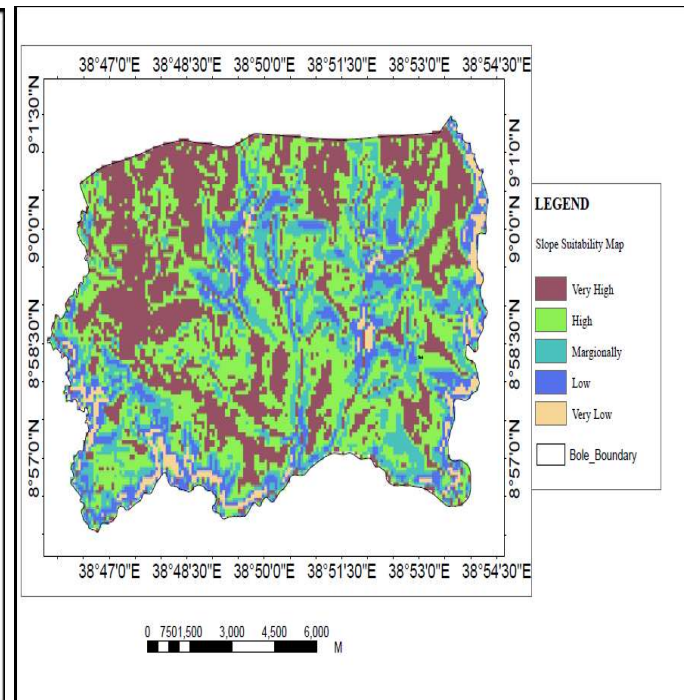 38°47'0"E 38°48'30"E 38°50'0"E 38°51'30"E 38°53'0"E 38°54'30"E
9°1'30"N
9°0'0"N
8°58'30"N
8°57'0"N
9°1'0"N
9°0'0"N
8°58'30"N
8°57'0"N
LEGEND
Slope Suitability Map
Very High
High
Margionally
Low
Very Low
Bole_Boundary
38°47'0"E 38°48'30"E 38°50'0"E 38°51'30"E 38°53'0"E 38°54'30"E
0 750 1,500 3,000 4,500 6,000
M